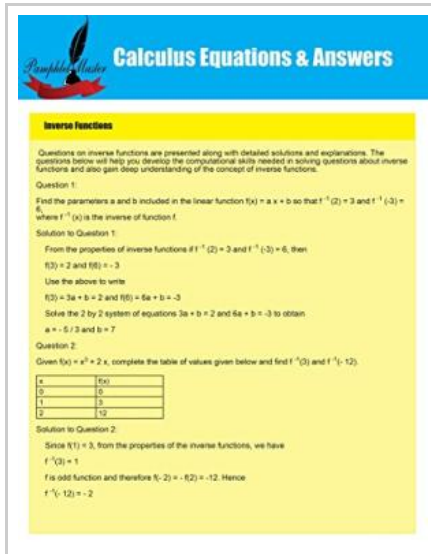 Pamphlet Master
Calculus Equations & Answers
Inverse Functions
Questions on inverse functions are presented along with detailed solutions and explanations. The
questions below will help you develop the computational skills needed in solving questions about inverse
functions and also gain deep understanding of the concept of inverse functions.
Question 1:
Find the parameters a and b included in the linear function f(x) = a x + b so that f⁻¹ (2) = 3 and f⁻¹ (-3) =
6,
where f⁻¹ (x) is the inverse of function f.
Solution to Question 1:
From the properties of inverse functions if f⁻¹ (2) = 3 and f⁻¹ (-3) = 6, then
f(3) = 2 and f(6) = - 3
Use the above to write
f(3) = 3a + b = 2 and f(6) = 6a + b = -3
Solve the 2 by 2 system of equations 3a + b = 2 and 6a + b = -3 to obtain
a = - 5 / 3 and b = 7
Question 2:
Given f(x) = x³ + 2 x, complete the table of values given below and find f⁻¹(3) and f⁻¹(- 12).
x f(x)
0 0
1 3
2 12
Solution to Question 2:
Since f(1) = 3, from the properties of the inverse functions, we have
f⁻¹(3) = 1
f is odd function and therefore f(- 2) = - f(2) = -12. Hence
f⁻¹(- 12) = - 2